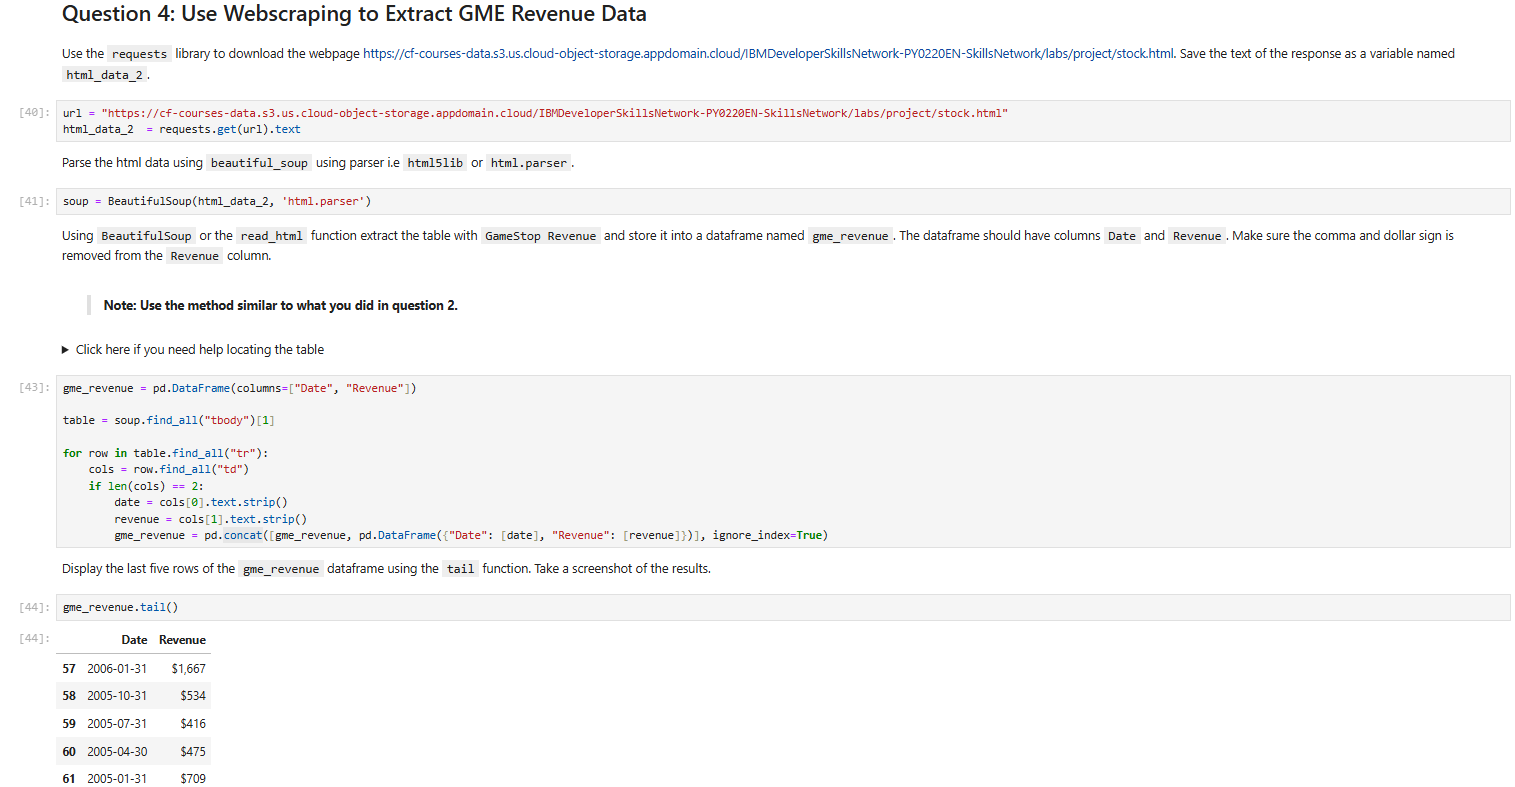 Question 4: Use Webscraping to Extract GME Revenue Data
Use the requests library to download the webpage https://cf-courses-data.s3.us.cloud-object-storage.appdomain.cloud/IBMDeveloperSkillsNetwork-PY0220EN-SkillsNetwork/labs/project/stock.html. Save the text of the response as a variable named
html_data_2.
[40]: url = "https://cf-courses-data.s3.us.cloud-object-storage.appdomain.cloud/IBMDeveloperSkillsNetwork-PY0220EN-SkillsNetwork/labs/project/stock.html"
html_data_2  = requests.get(url).text
Parse the html data using beautiful_soup using parser i.e html5lib or html.parser.
[41]: soup = BeautifulSoup(html_data_2, 'html.parser')
Using BeautifulSoup or the read_html function extract the table with GameStop Revenue and store it into a dataframe named gme_revenue. The dataframe should have columns Date and Revenue. Make sure the comma and dollar sign is
removed from the Revenue column.
Note: Use the method similar to what you did in question 2.
▶ Click here if you need help locating the table
[43]: gme_revenue = pd.DataFrame(columns=["Date", "Revenue"])
table = soup.find_all("tbody")[1]
for row in table.find_all("tr"):
    cols = row.find_all("td")
    if len(cols) == 2:
        date = cols[0].text.strip()
        revenue = cols[1].text.strip()
        gme_revenue = pd.concat([gme_revenue, pd.DataFrame({"Date": [date], "Revenue": [revenue]})], ignore_index=True)
Display the last five rows of the gme_revenue dataframe using the tail function. Take a screenshot of the results.
[44]: gme_revenue.tail()
[44]: Date Revenue
57 2006-01-31 $1,667
58 2005-10-31 $534
59 2005-07-31 $416
60 2005-04-30 $475
61 2005-01-31 $709